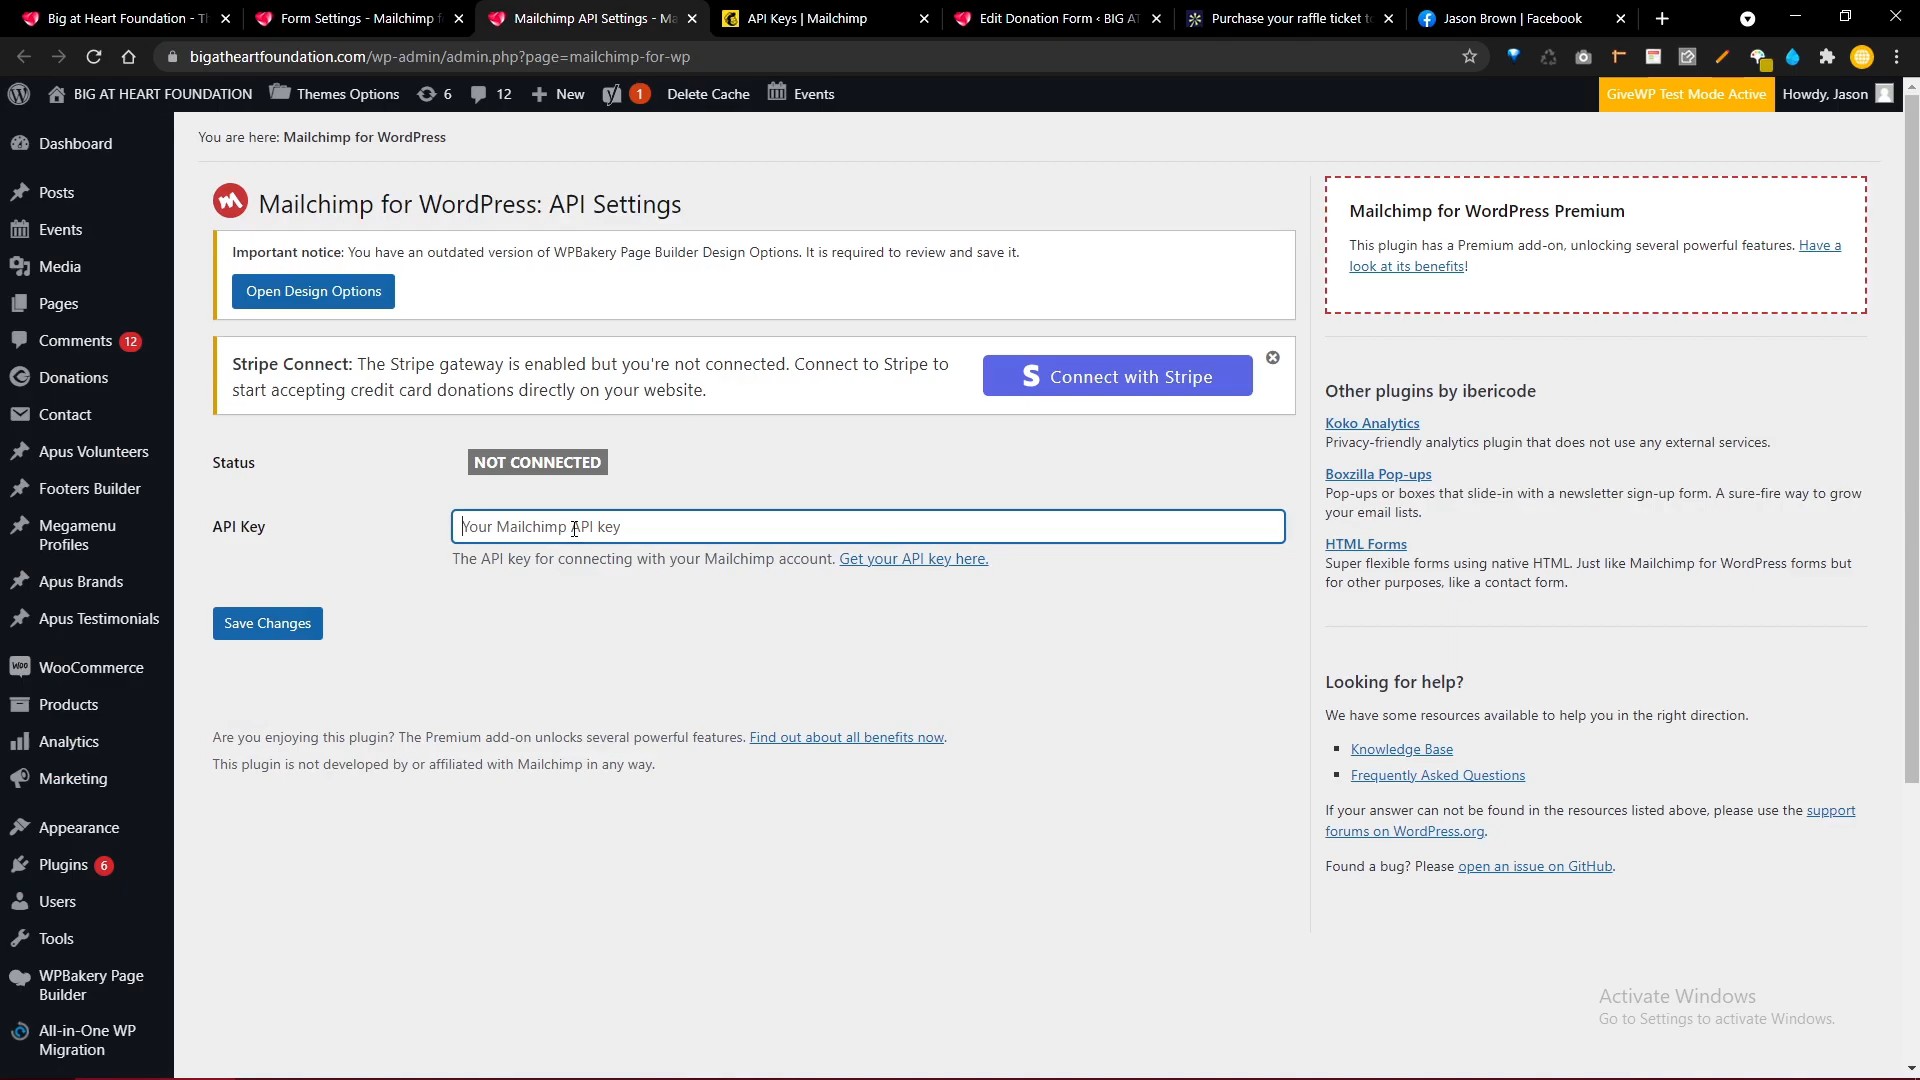 Big at Heart Foundation - Th
Form Settings - Mailchimp f
Mailchimp API Settings - Ma
API Keys | Mailchimp
Edit Donation Form ‹ BIG AT
Purchase your raffle ticket to
Jason Brown | Facebook
bigatheartfoundation.com/wp-admin/admin.php?page=mailchimp-for-wp
BIG AT HEART FOUNDATION
Themes Options
6
12
New
1
Delete Cache
Events
GiveWP Test Mode Active
Howdy, Jason
Dashboard
Posts
Events
Media
Pages
Comments 12
Donations
Contact
Apus Volunteers
Footers Builder
Megamenu
Profiles
Apus Brands
Apus Testimonials
WooCommerce
Products
Analytics
Marketing
Appearance
Plugins 6
Users
Tools
WPBakery Page
Builder
All-in-One WP
Migration
You are here: Mailchimp for WordPress
Mailchimp for WordPress: API Settings
Important notice: You have an outdated version of WPBakery Page Builder Design Options. It is required to review and save it.
Open Design Options
Stripe Connect: The Stripe gateway is enabled but you're not connected. Connect to Stripe to
start accepting credit card donations directly on your website.
S Connect with Stripe
Status
NOT CONNECTED
API Key
Your Mailchimp API key
The API key for connecting with your Mailchimp account. Get your API key here.
Save Changes
Are you enjoying this plugin? The Premium add-on unlocks several powerful features. Find out about all benefits now.
This plugin is not developed by or affiliated with Mailchimp in any way.
Mailchimp for WordPress Premium
This plugin has a Premium add-on, unlocking several powerful features. Have a
look at its benefits!
Other plugins by ibericode
Koko Analytics
Privacy-friendly analytics plugin that does not use any external services.
Boxzilla Pop-ups
Pop-ups or boxes that slide-in with a newsletter sign-up form. A sure-fire way to grow
your email lists.
HTML Forms
Super flexible forms using native HTML. Just like Mailchimp for WordPress forms but
for other purposes, like a contact form.
Looking for help?
We have some resources available to help you in the right direction.
Knowledge Base
Frequently Asked Questions
If your answer can not be found in the resources listed above, please use the support
forums on WordPress.org.
Found a bug? Please open an issue on GitHub.
Activate Windows
Go to Settings to activate Windows.